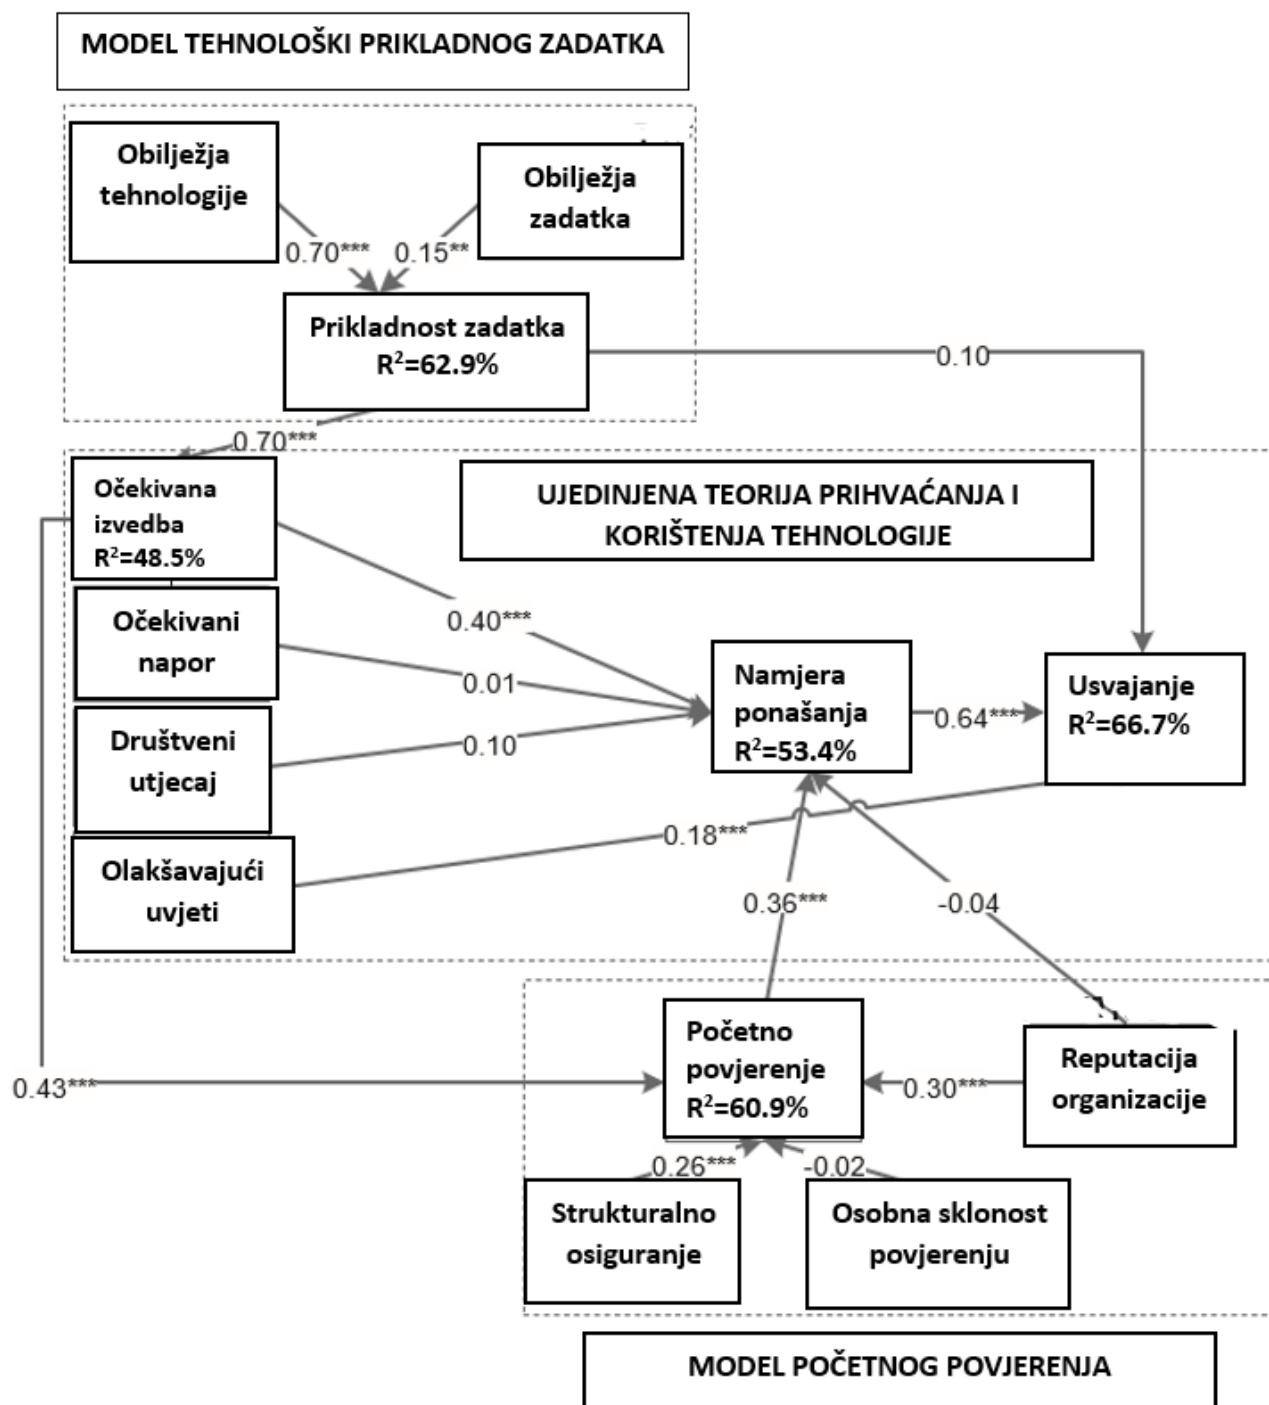 MODEL TEHNOLOŠKI PRIKLADNOG ZADATKA
Obilježja
tehnologije
Obilježja
zadatka
0.70***
0.15**
Prikladnost zadatka
R²=62.9%
0.10
0.70***
Očekivana
izvedba
R²=48.5%
UJEDINJENA TEORIJA PRIHVAĆANJA I
KORIŠTENJA TEHNOLOGIJE
Očekivani
napor
0.40***
0.01
Društveni
utjecaj
0.10
Namjera
ponašanja
R²=53.4%
0.64***
Usvajanje
R²=66.7%
Olakšavajući
uvjeti
0.18***
0.36***
-0.04
0.43***
Početno
povjerenje
R²=60.9%
0.30***
Reputacija
organizacije
0.26***
-0.02
Strukturalno
osiguranje
Osobna sklonost
povjerenju
MODEL POČETNOG POVJERENJA